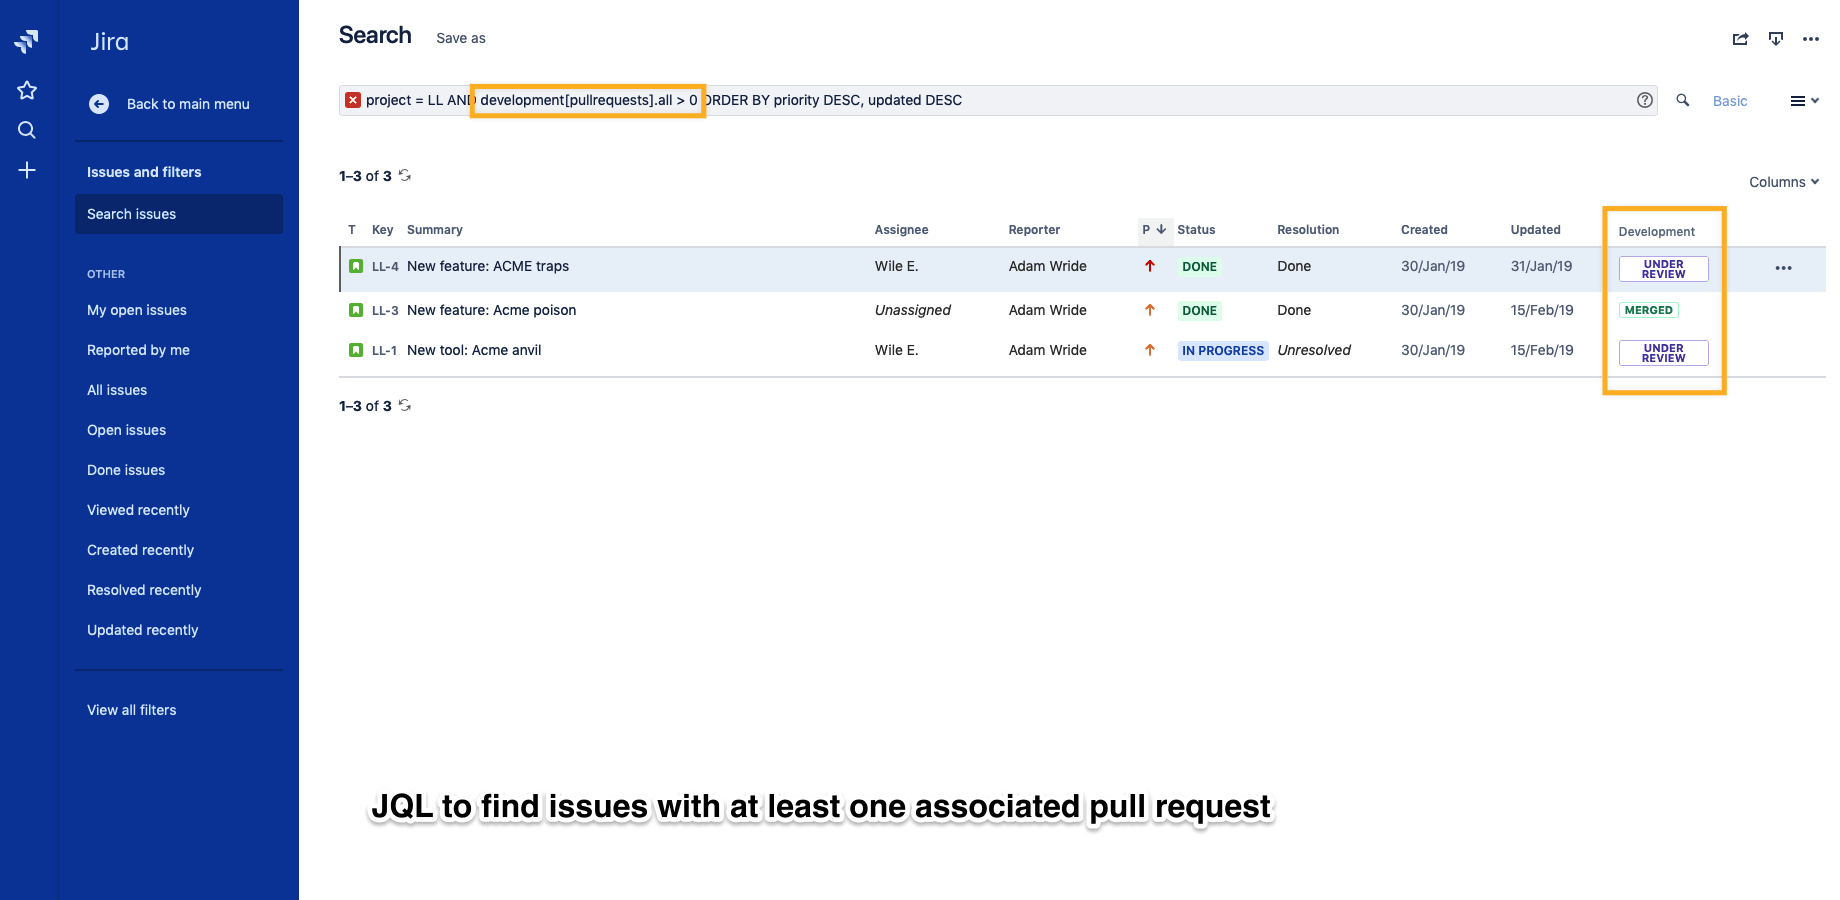 Jira
Back to main menu
Issues and filters
Search issues
OTHER
My open issues
Reported by me
All issues
Open issues
Done issues
Viewed recently
Created recently
Resolved recently
Updated recently
View all filters
Search Save as
project = LL AND development[pullrequests].all > 0 ORDER BY priority DESC, updated DESC
Basic
1–3 of 3
Columns
T Key Summary Assignee Reporter P Status Resolution Created Updated Development
LL-4 New feature: ACME traps Wile E. Adam Wride DONE Done 30/Jan/19 31/Jan/19 UNDER
REVIEW
LL-3 New feature: Acme poison Unassigned Adam Wride DONE Done 30/Jan/19 15/Feb/19 MERGED
LL-1 New tool: Acme anvil Wile E. Adam Wride IN PROGRESS Unresolved 30/Jan/19 15/Feb/19 UNDER
REVIEW
1–3 of 3
JQL to find issues with at least one associated pull request